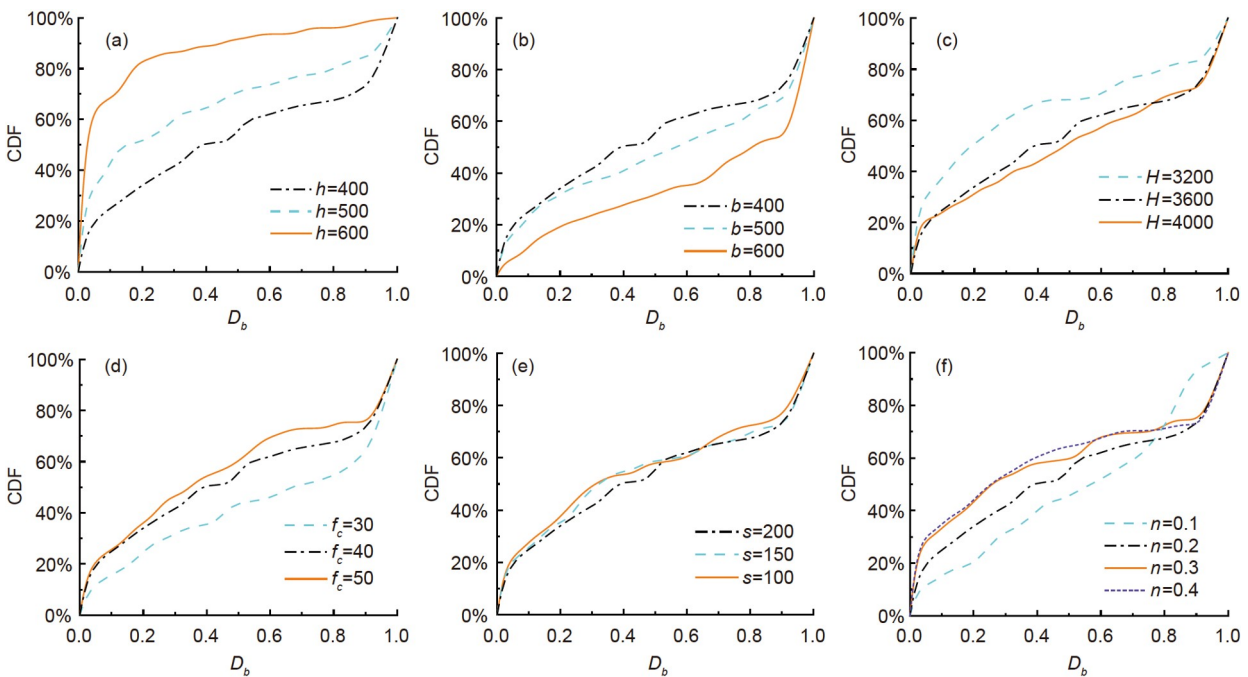 100%
80%
60%
40%
20%
0%
CDF
(a)
h=400
h=500
h=600
0.0 0.2 0.4 0.6 0.8 1.0
D_b
100%
80%
60%
40%
20%
0%
CDF
(b)
b=400
b=500
b=600
0.0 0.2 0.4 0.6 0.8 1.0
D_b
100%
80%
60%
40%
20%
0%
CDF
(c)
H=3200
H=3600
H=4000
0.0 0.2 0.4 0.6 0.8 1.0
D_b
100%
80%
60%
40%
20%
0%
CDF
(d)
f_c=30
f_c=40
f_c=50
0.0 0.2 0.4 0.6 0.8 1.0
D_b
100%
80%
60%
40%
20%
0%
CDF
(e)
s=200
s=150
s=100
0.0 0.2 0.4 0.6 0.8 1.0
D_b
100%
80%
60%
40%
20%
0%
CDF
(f)
n=0.1
n=0.2
n=0.3
n=0.4
0.0 0.2 0.4 0.6 0.8 1.0
D_b